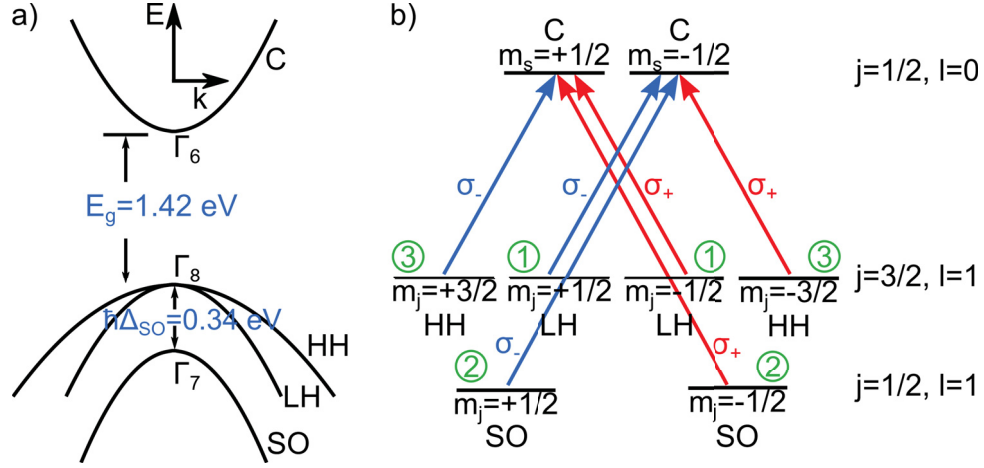 a)
E
k
C
Γ6
Eg=1.42 eV
Γ8
ħΔSO=0.34 eV
HH
Γ7
LH
SO
b)
C
C
ms=+1/2
ms=-1/2
j=1/2, I=0
σ-
σ-
σ+
σ+
3
1
1
3
j=3/2, I=1
mj=+3/2
mj=+1/2
mj=-1/2
mj=-3/2
HH
LH
LH
HH
σ-
σ+
2
2
j=1/2, I=1
mj=+1/2
mj=-1/2
SO
SO